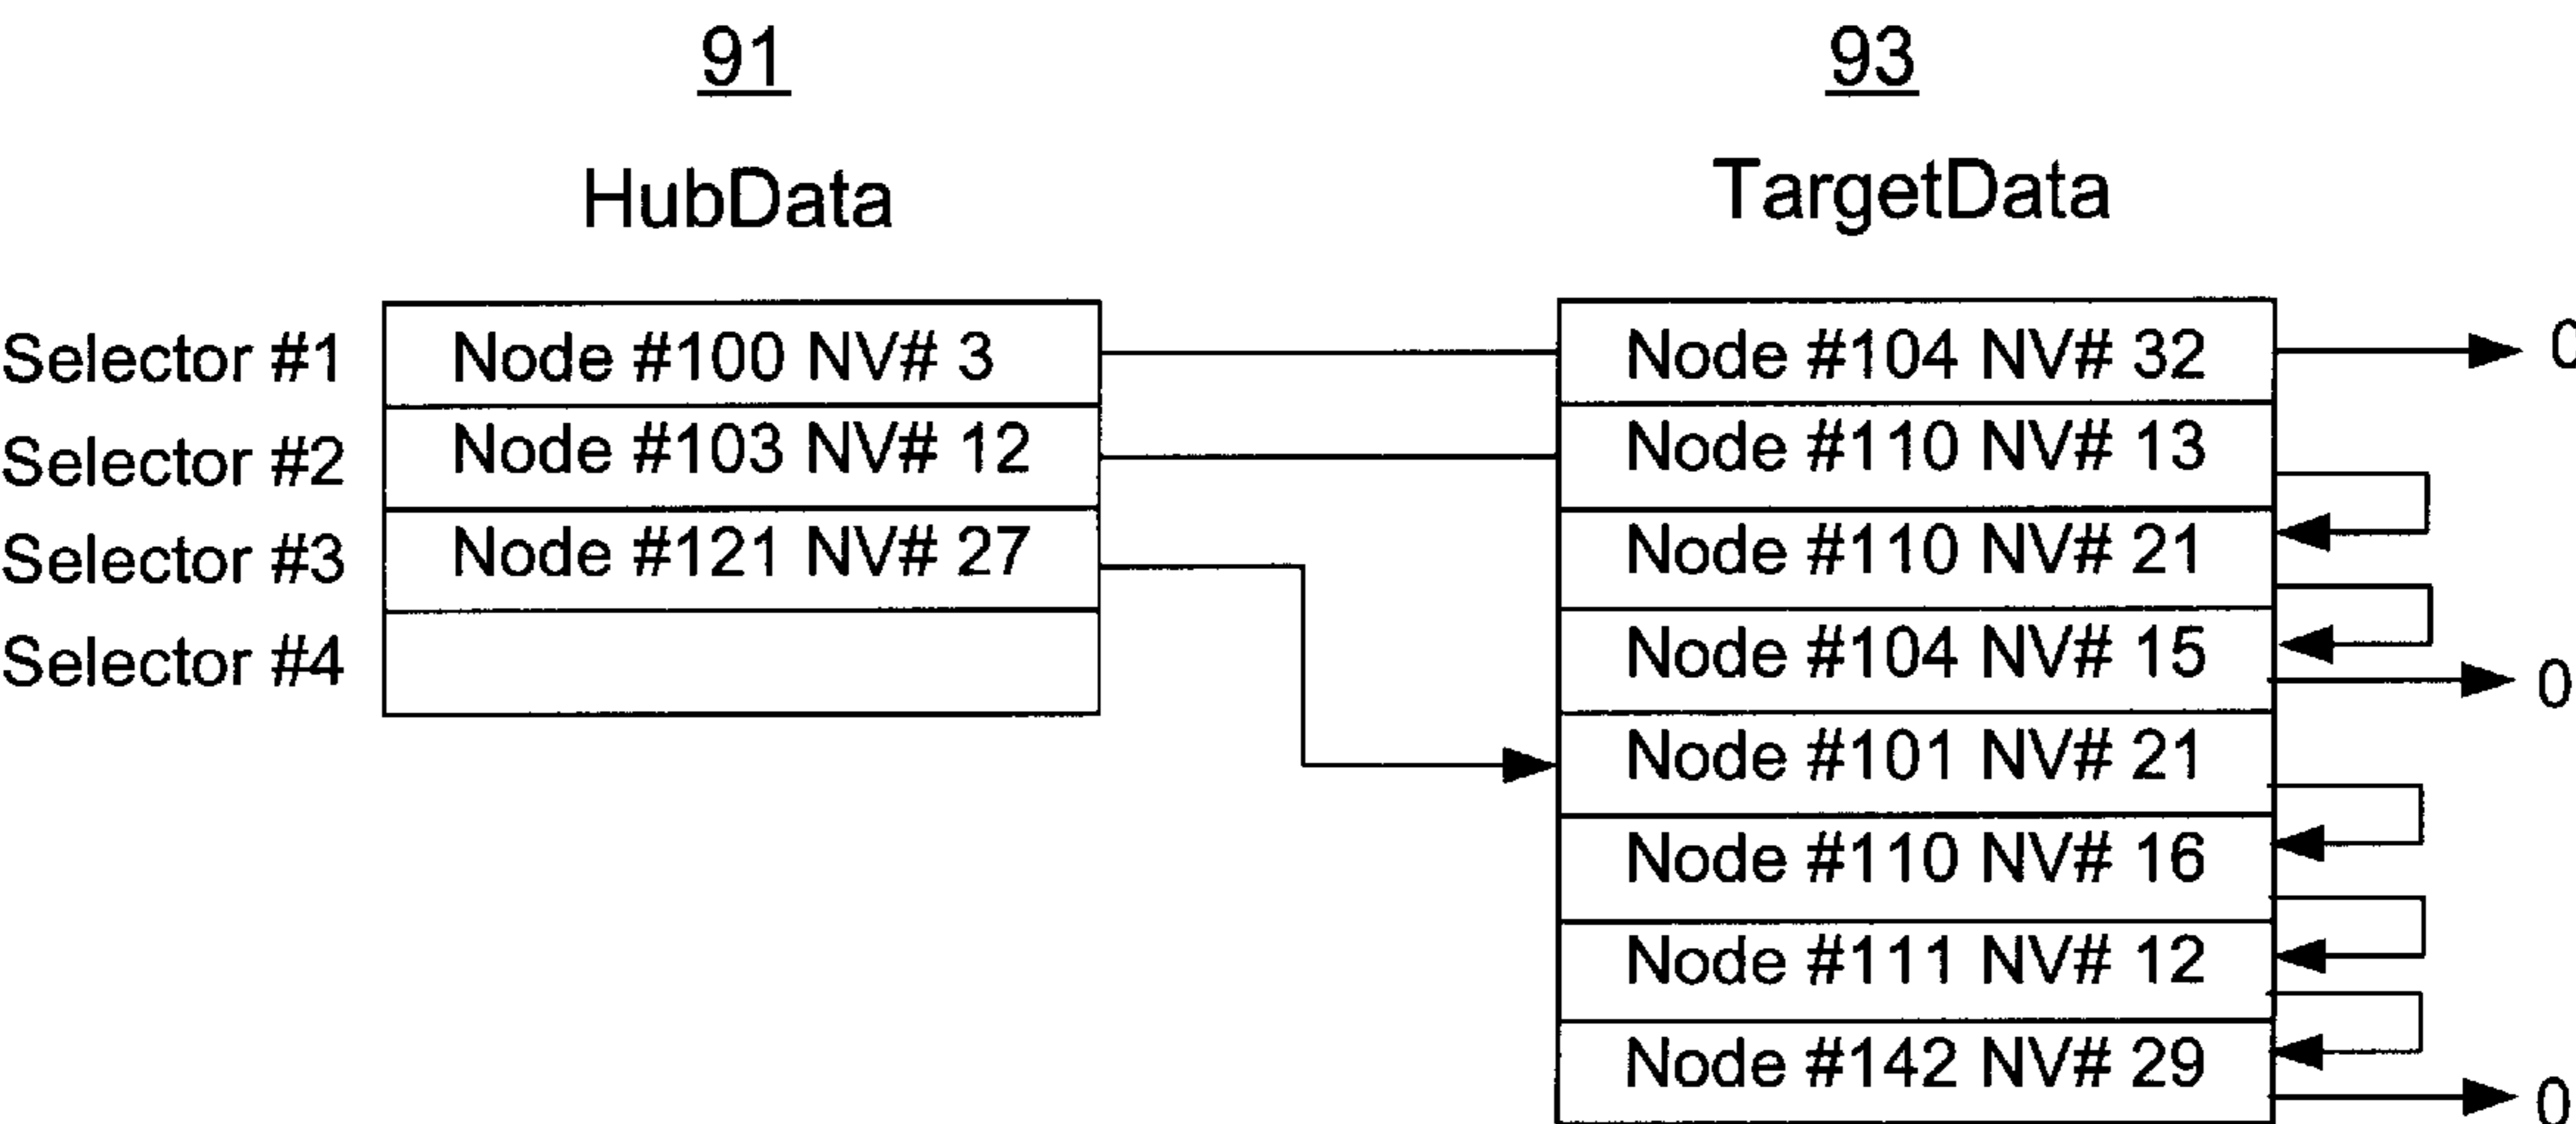 91
HubData
Selector #1
Node #100 NV# 3
Selector #2
Node #103 NV# 12
Selector #3
Node #121 NV# 27
Selector #4
93
TargetData
Node #104 NV# 32
0
Node #110 NV# 13
Node #110 NV# 21
Node #104 NV# 15
0
Node #101 NV# 21
Node #110 NV# 16
Node #111 NV# 12
Node #142 NV# 29
0